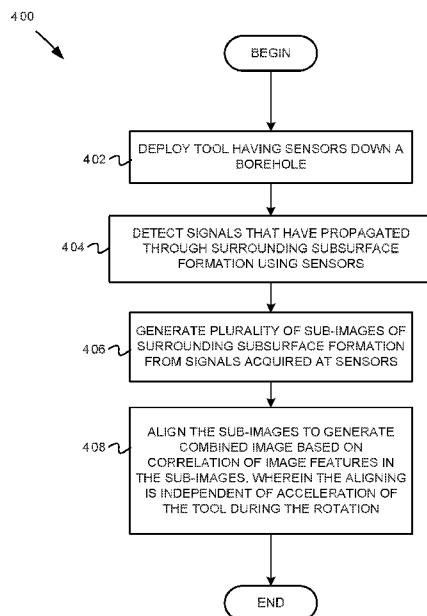 400
BEGIN
402
DEPLOY TOOL HAVING SENSORS DOWN A
BOREHOLE
404
DETECT SIGNALS THAT HAVE PROPAGATED
THROUGH SURROUNDING SUBSURFACE
FORMATION USING SENSORS
406
GENERATE PLURALITY OF SUB-IMAGES OF
SURROUNDING SUBSURFACE FORMATION
FROM SIGNALS ACQUIRED AT SENSORS
408
ALIGN THE SUB-IMAGES TO GENERATE
COMBINED IMAGE BASED ON
CORRELATION OF IMAGE FEATURES IN
THE SUB-IMAGES, WHEREIN THE ALIGNING
IS INDEPENDENT OF ACCELERATION OF
THE TOOL DURING THE ROTATION
END